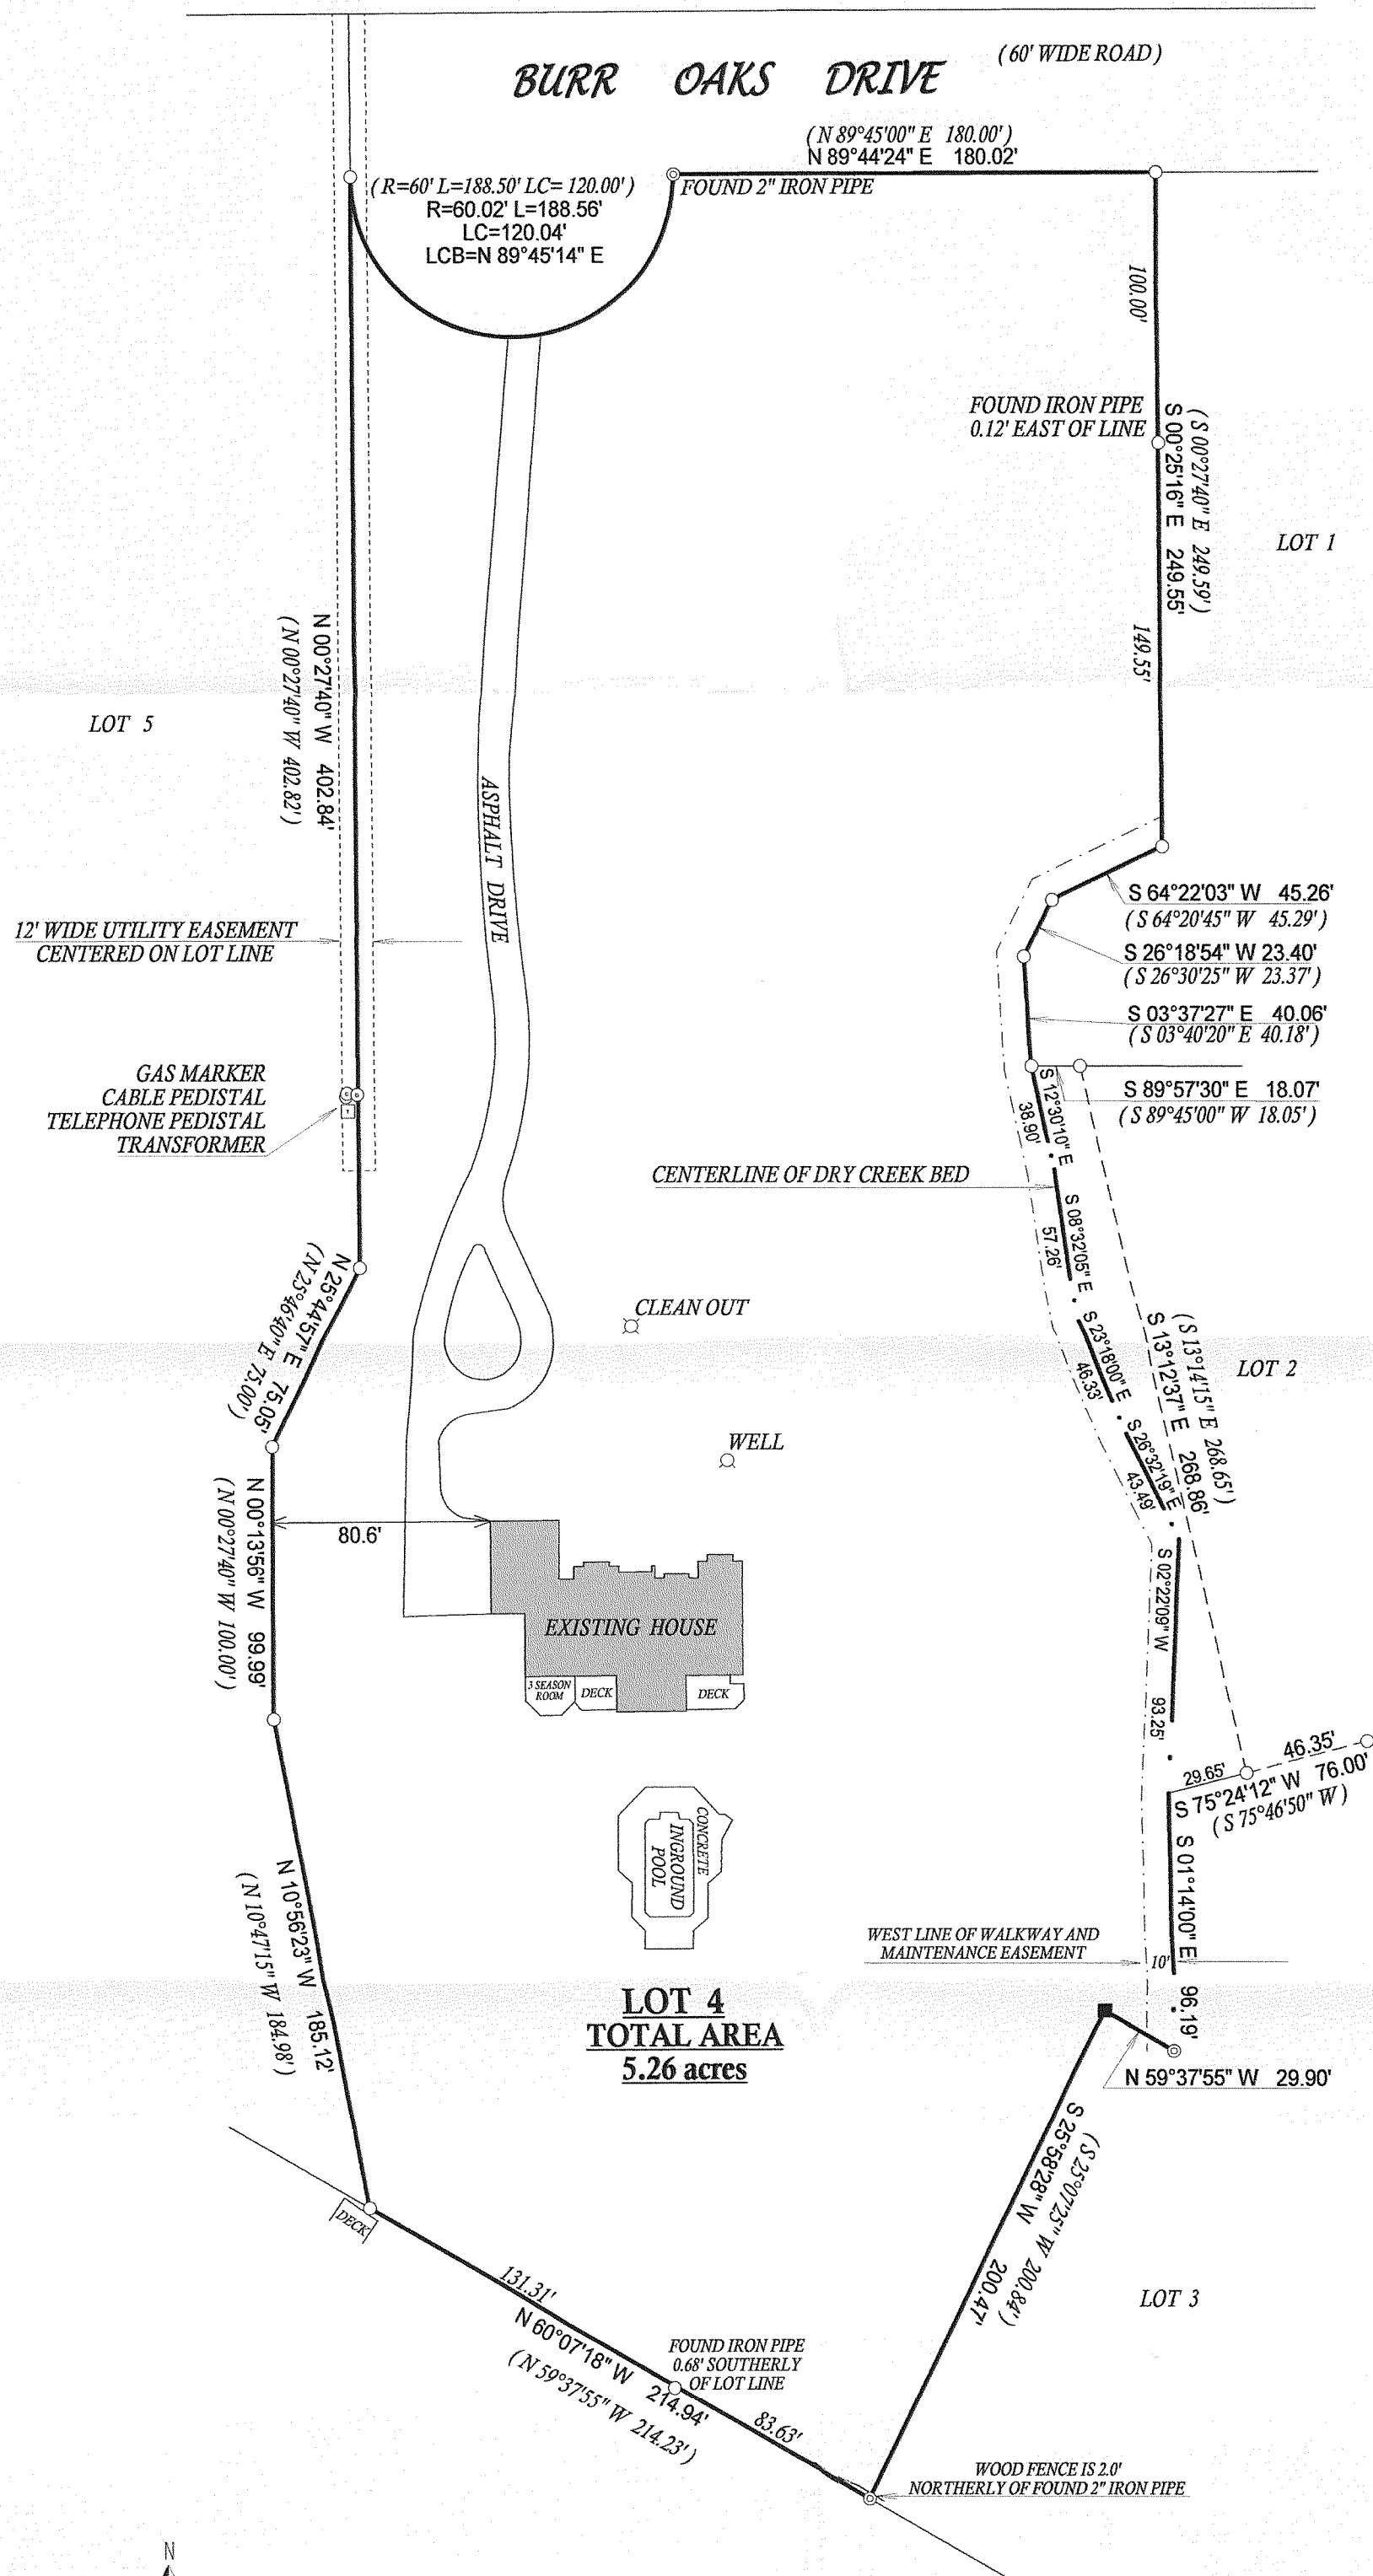 BURR OAKS DRIVE
( 60' WIDE ROAD )
( N 89°45'00" E 180.00' )
N 89°44'24" E 180.02'
( R=60' L=188.50' LC= 120.00' )
R=60.02' L=188.56'
LC=120.04'
LCB=N 89°45'14" E
FOUND 2" IRON PIPE
100.00'
FOUND IRON PIPE
0.12' EAST OF LINE
( S 00°27'40" E 249.59' )
S 00°25'16" E 249.55'
LOT 1
149.55'
N 00°27'40" W 402.84'
( N 00°27'40" W 402.82' )
LOT 5
ASPHALT DRIVE
S 64°22'03" W 45.26'
( S 64°20'45" W 45.29' )
12' WIDE UTILITY EASEMENT
CENTERED ON LOT LINE
S 26°18'54" W 23.40'
( S 26°30'25" W 23.37' )
S 03°37'27" E 40.06'
( S 03°40'20" E 40.18' )
GAS MARKER
CABLE PEDISTAL
TELEPHONE PEDISTAL
TRANSFORMER
T
S 89°57'30" E 18.07'
( S 89°45'00" W 18.05' )
S 12°30'10" E
38.90'
CENTERLINE OF DRY CREEK BED
S 08°32'05" E
57.26'
N 25°44'57" E 75.05'
( N 25°46'40" E 75.00' )
CLEAN OUT
S 23°18'00" E
46.33'
( S 13°14'15" E 268.65' )
S 13°12'37" E 268.86'
LOT 2
WELL
S 26°32'19" E
43.49'
N 00°13'56" W 99.99'
( N 00°27'40" W 100.00' )
80.6'
S 02°22'09" W
93.25'
EXISTING HOUSE
3 SEASON
ROOM
DECK
DECK
46.35'
29.65'
S 75°24'12" W 76.00'
( S 75°46'50" W )
CONCRETE
INGROUND
POOL
S 01°14'00" E 96.19'
N 10°56'23" W 185.12'
( N 10°47'15" W 184.98' )
WEST LINE OF WALKWAY AND
MAINTENANCE EASEMENT
10'
LOT 4
TOTAL AREA
5.26 acres
N 59°37'55" W 29.90'
S 25°58'28" W 200.47'
( S 25°07'25" W 200.84' )
DECK
LOT 3
131.31'
N 60°07'18" W 214.94'
( N 59°37'55" W 214.23' )
FOUND IRON PIPE
0.68' SOUTHERLY
OF LOT LINE
83.63'
WOOD FENCE IS 2.0'
NORTHERLY OF FOUND 2" IRON PIPE
N